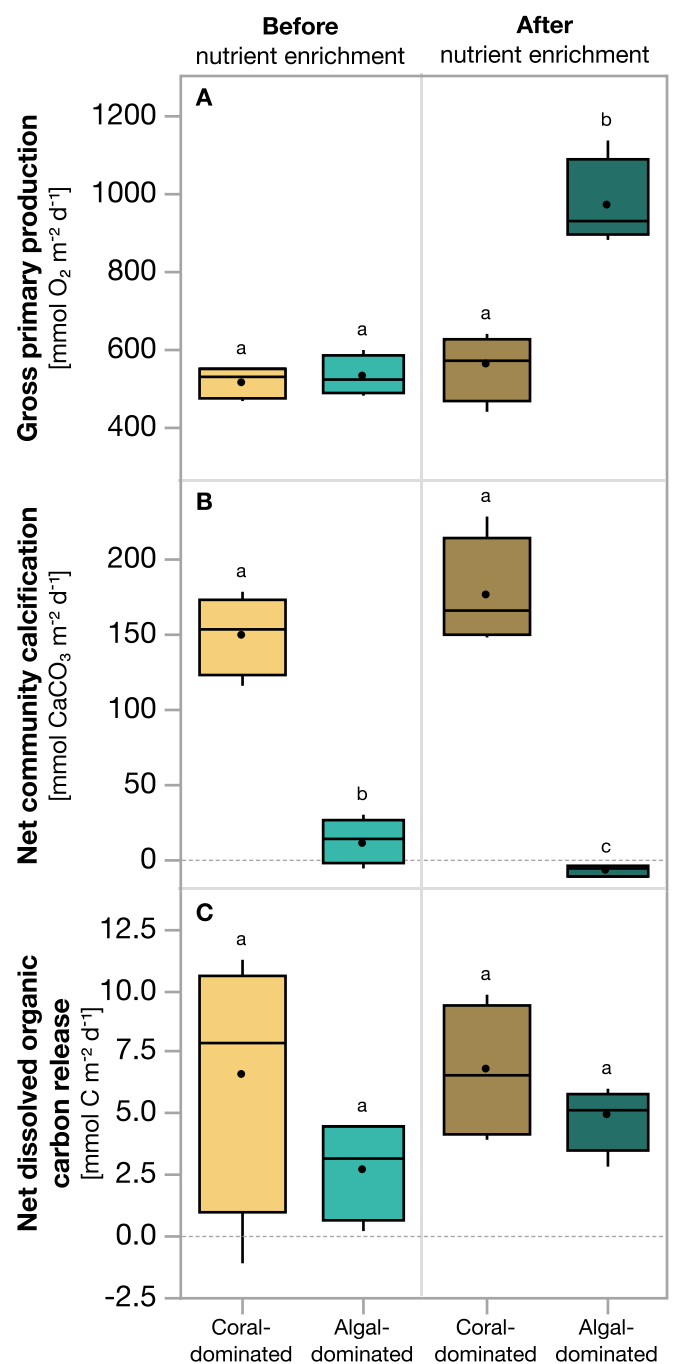 Before
nutrient enrichment
After
nutrient enrichment
A
Gross primary production
[mmol O₂ m⁻² d⁻¹]
1200
1000
800
600
400
a
a
a
b
B
Net community calcification
[mmol CaCO₃ m⁻² d⁻¹]
200
150
100
50
0
a
b
a
c
C
Net dissolved organic
carbon release
[mmol C m⁻² d⁻¹]
12.5
10.0
7.5
5.0
2.5
0.0
-2.5
a
a
a
a
Coral-
dominated
Algal-
dominated
Coral-
dominated
Algal-
dominated